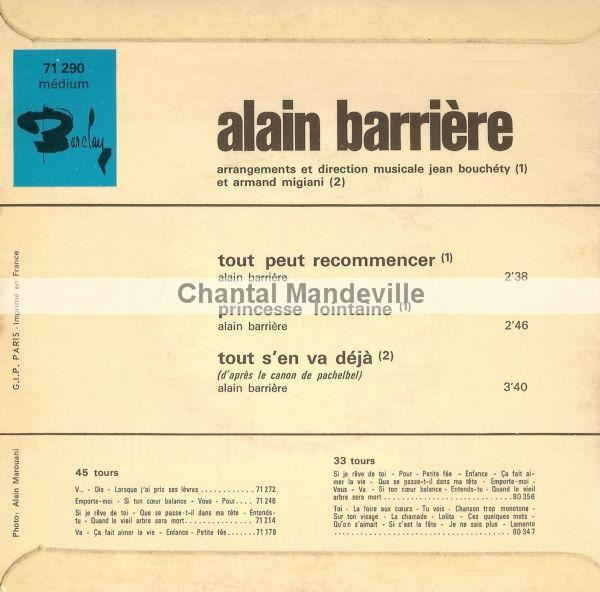 71 290
médium
Barclay
alain barrière
arrangements et direction musicale jean bouchéty (1)
et armand migiani (2)
tout peut recommencer (1)
alain barrière 2'38
Chantal Mandeville
princesse lointaine (1)
alain barrière 2'46
tout s'en va déjà (2)
(d'après le canon de pachelbel)
alain barrière 3'40
G.I.P. PARIS - Imprimé en France
Photo: Alain Marouani
45 tours
V.. - Dis - Lorsque j'ai pris ses lèvres ............. 71 272
Emporte-moi - Si ton cœur balance - Vous - Pour.... 71 246
Si je rêve de toi - Que se passe-t-il dans ma tête - Entends-
tu - Quand le vieil arbre sera mort.................. 71 214
Va - Ça fait aimer la vie - Enfance - Petite fée...... 71 179
33 tours
Si je rêve de toi - Pour - Petite fée - Enfance - Ça fait ai-
mer la vie - Que se passe-t-il dans ma tête - Emporte-moi -
Vous - Va - Si ton cœur balance - Entends-tu - Quand le vieil
arbre sera mort................................ 80 356
Toi - La foire aux cœurs - Tu vois - Chanson trop monotone -
Sur ton visage - La chamade - Lolita - Ces quelques mots -
Qu'on s'aimait - Si c'est la fête - Je ne sais plus - Lamento
................................................ 80 347